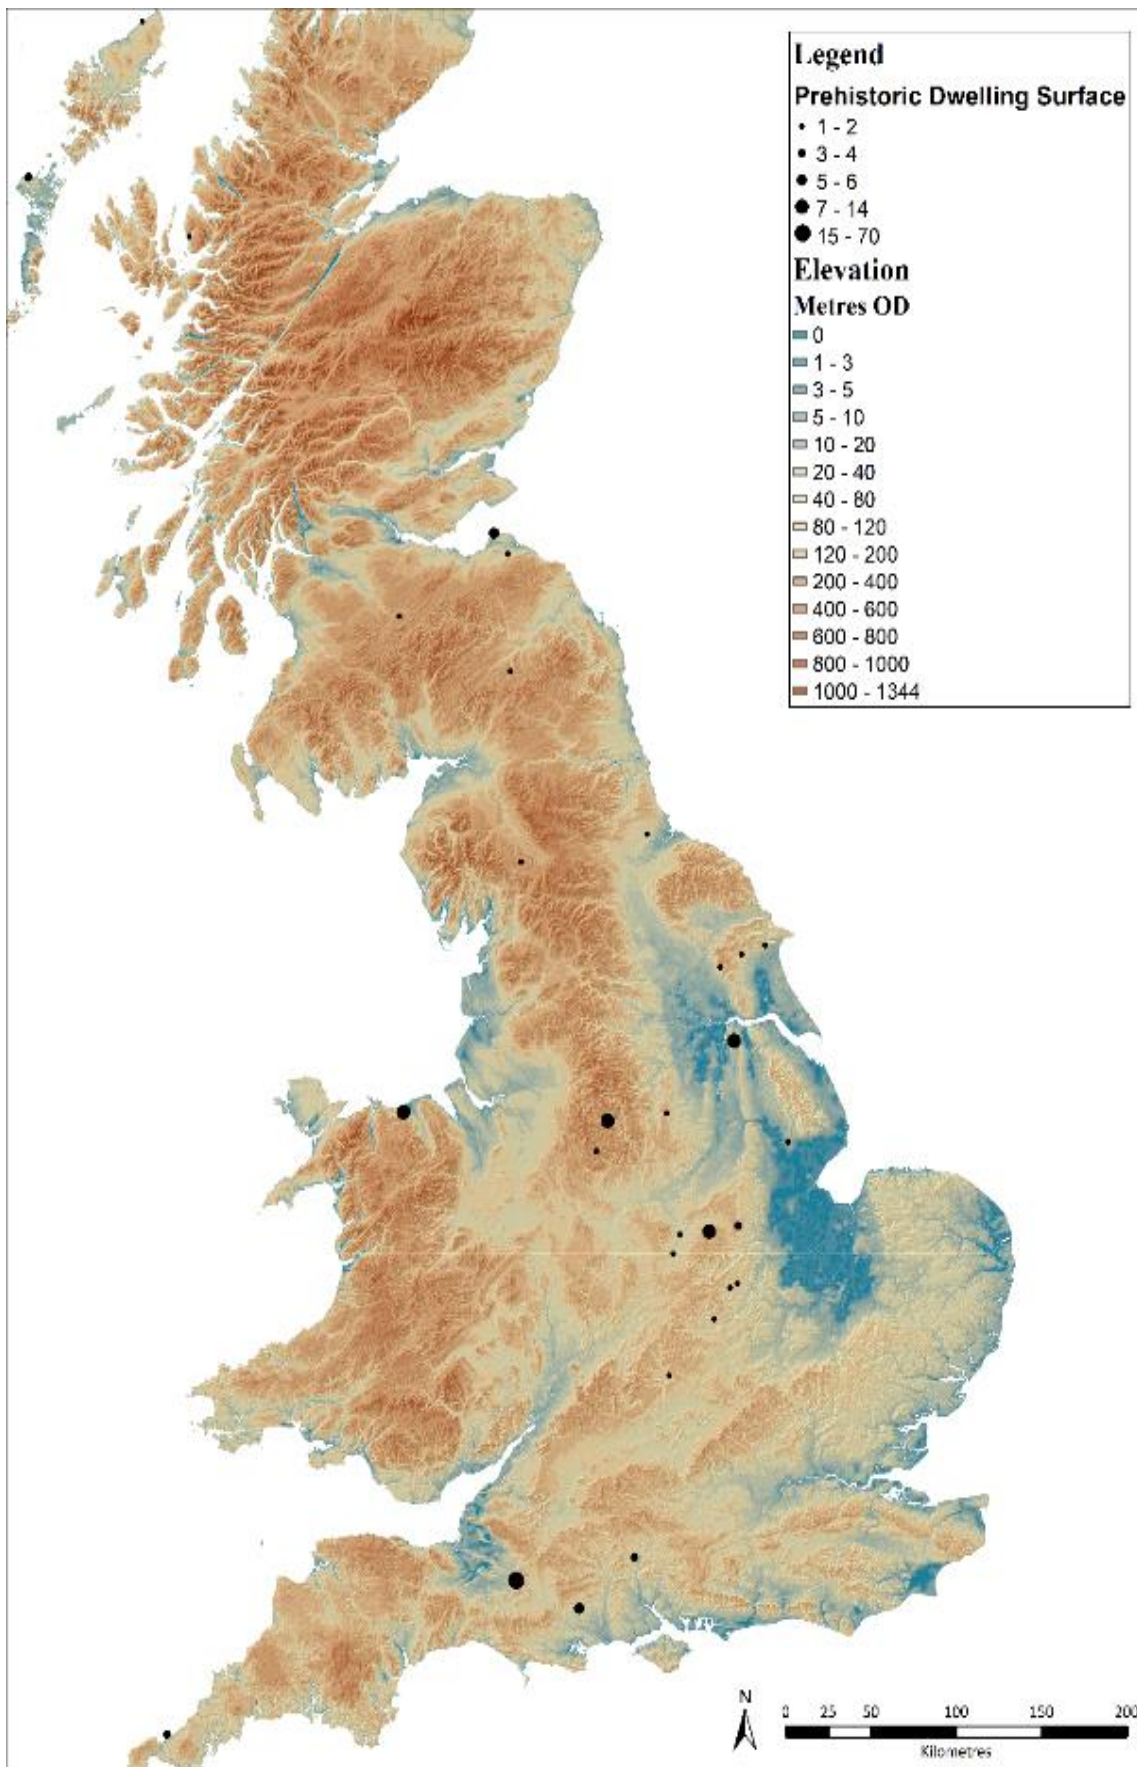 Legend
Prehistoric Dwelling Surface
1 - 2
3 - 4
5 - 6
7 - 14
15 - 70
Elevation
Metres OD
0
1 - 3
3 - 5
5 - 10
10 - 20
20 - 40
40 - 80
80 - 120
120 - 200
200 - 400
400 - 600
600 - 800
800 - 1000
1000 - 1344
N
0 25 50 100 150 200
Kilometres